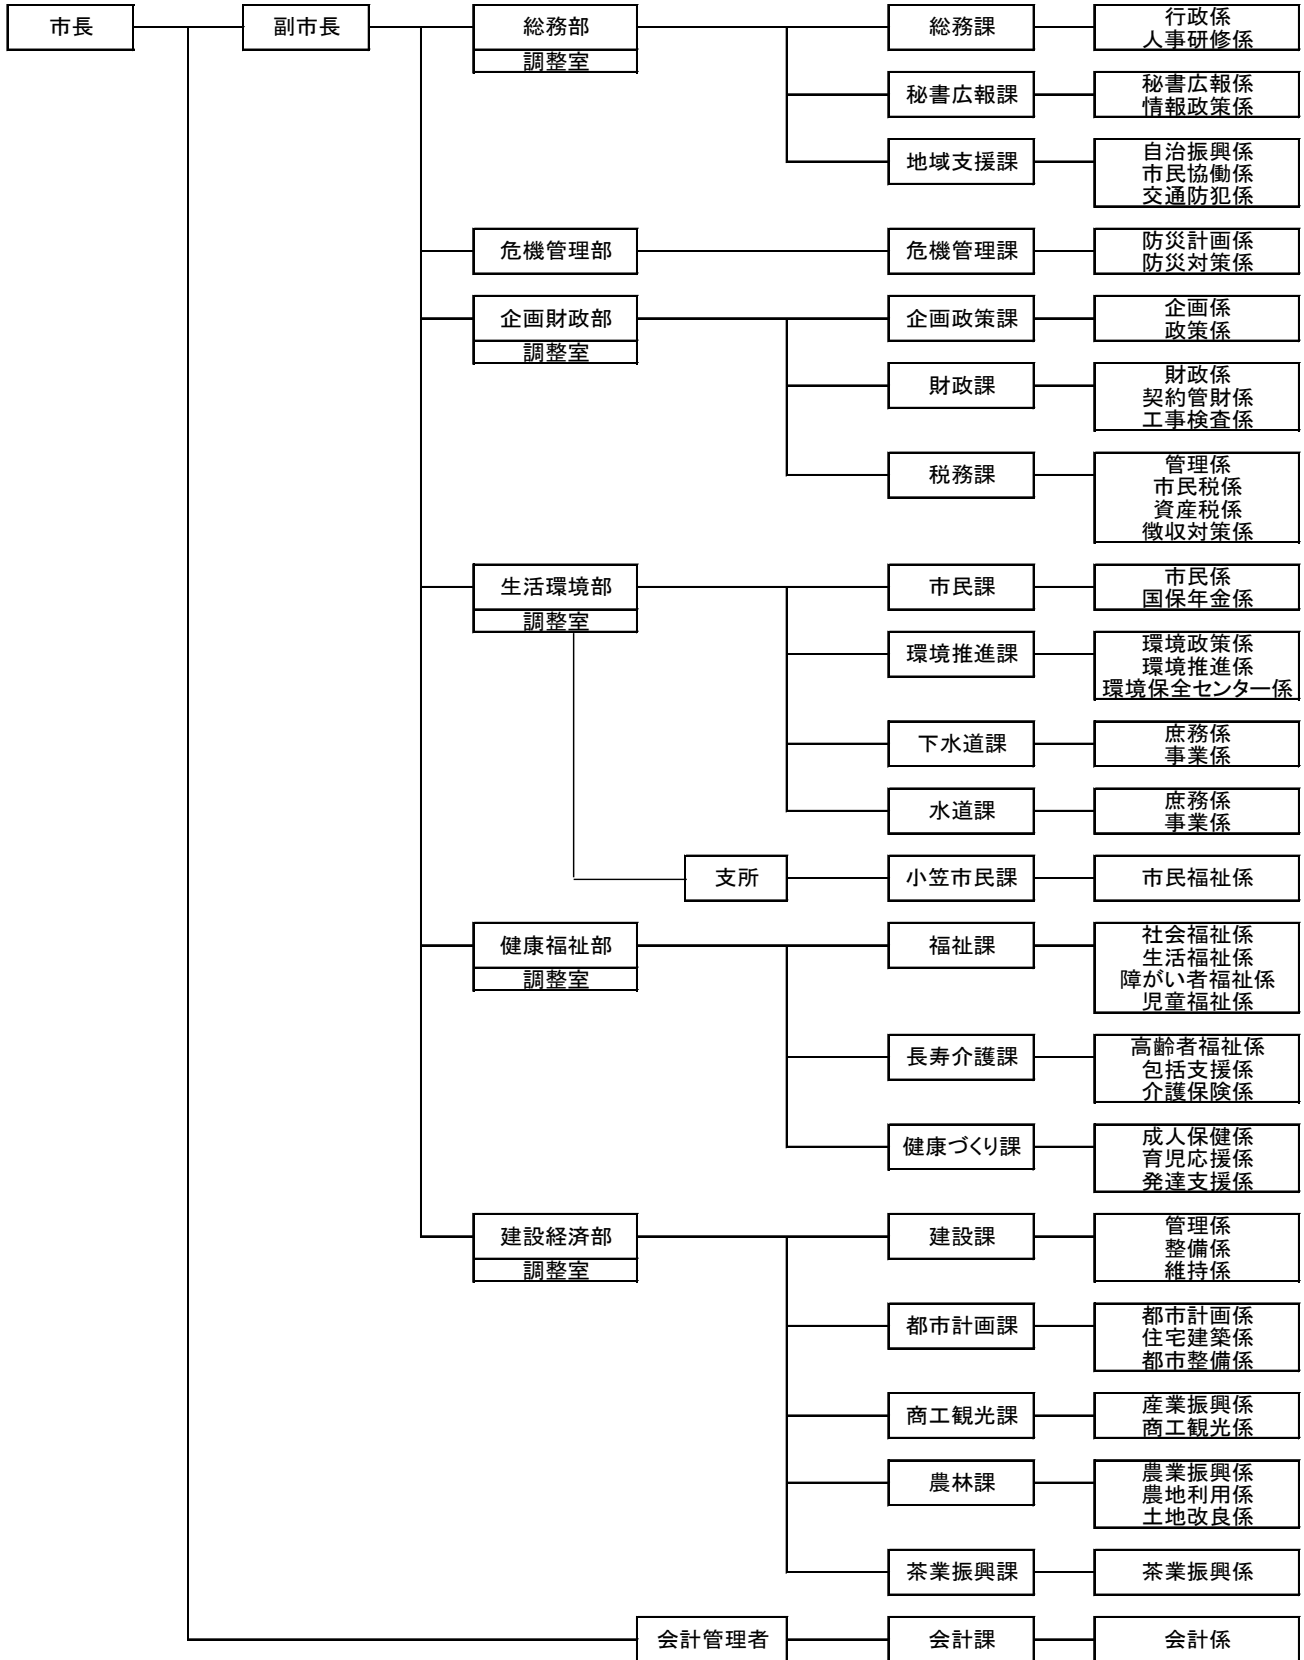 市長
副市長
総務部
調整室
総務課
行政係
人事研修係
秘書広報課
秘書広報係
情報政策係
地域支援課
自治振興係
市民協働係
交通防犯係
危機管理部
危機管理課
防災計画係
防災対策係
企画財政部
調整室
企画政策課
企画係
政策係
財政課
財政係
契約管財係
工事検査係
税務課
管理係
市民税係
資産税係
徴収対策係
生活環境部
調整室
市民課
市民係
国保年金係
環境推進課
環境政策係
環境推進係
環境保全センター係
下水道課
庶務係
事業係
水道課
庶務係
事業係
支所
小笠市民課
市民福祉係
健康福祉部
調整室
福祉課
社会福祉係
生活福祉係
障がい者福祉係
児童福祉係
長寿介護課
高齢者福祉係
包括支援係
介護保険係
健康づくり課
成人保健係
育児応援係
発達支援係
建設経済部
調整室
建設課
管理係
整備係
維持係
都市計画課
都市計画係
住宅建築係
都市整備係
商工観光課
産業振興係
商工観光係
農林課
農業振興係
農地利用係
土地改良係
茶業振興課
茶業振興係
会計管理者
会計課
会計係